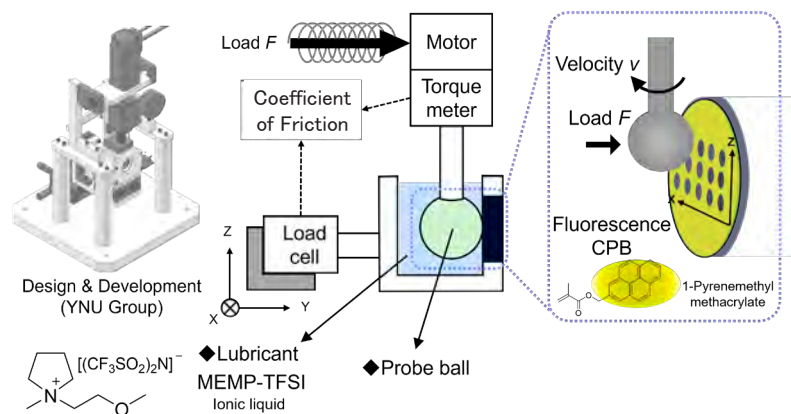 Load F
Motor
Torque
meter
Coefficient
of Friction
Load
cell
Z
X
Y
Design & Development
(YNU Group)
◆Lubricant
MEMP-TFSI
Ionic liquid
◆Probe ball
[(CF3SO2)2N]−
N
+
O
Velocity v
Load F
Z
X
Fluorescence
CPB
O
O
1-Pyrenemethyl
methacrylate